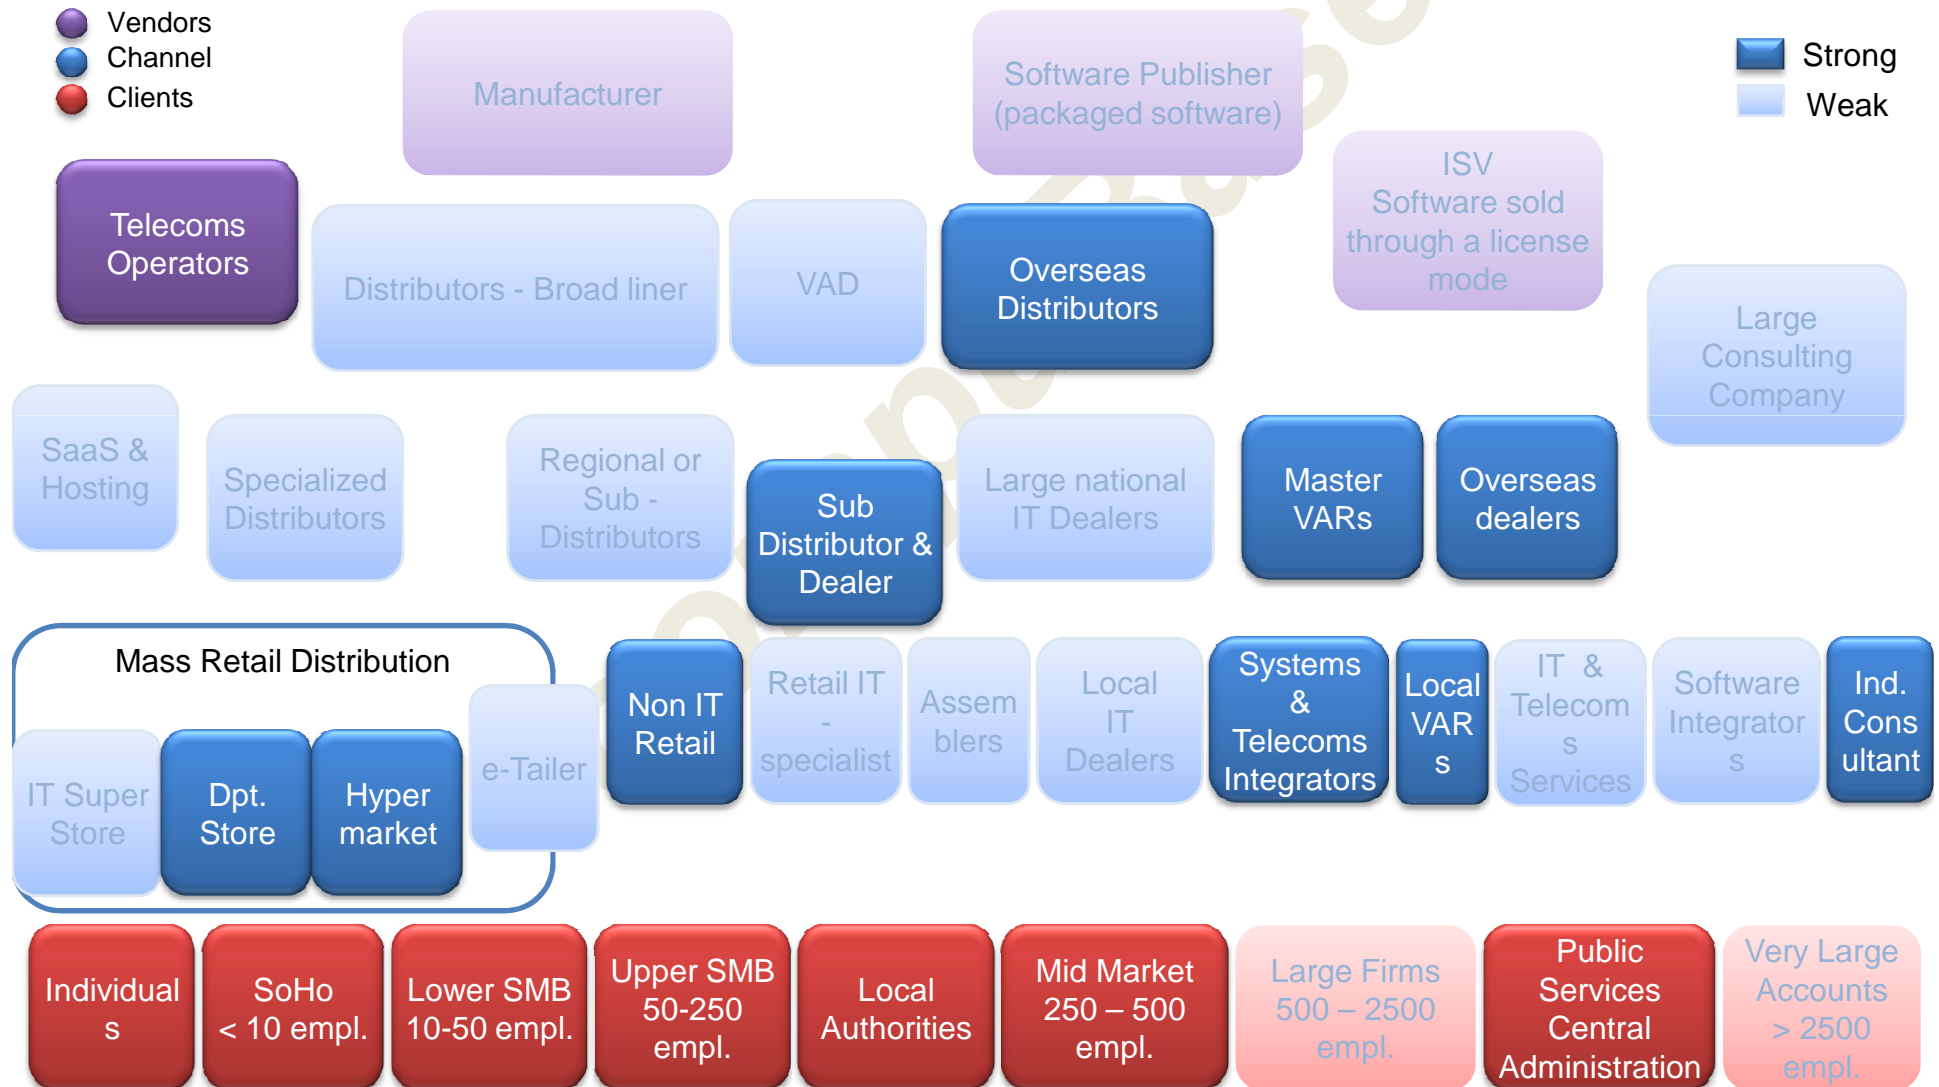 Vendors
Channel
Clients
Strong
Weak
Manufacturer
Software Publisher
(packaged software)
ISV
Software sold
through a license
mode
Telecoms
Operators
Distributors - Broad liner
VAD
Overseas
Distributors
Large
Consulting
Company
SaaS &
Hosting
Specialized
Distributors
Regional or
Sub -
Distributors
Sub
Distributor &
Dealer
Large national
IT Dealers
Master
VARs
Overseas
dealers
Mass Retail Distribution
IT Super
Store
Dpt.
Store
Hyper
market
e-Tailer
Non IT
Retail
Retail IT
-
specialist
Assem
blers
Local
IT
Dealers
Systems
&
Telecoms
Integrators
Local
VAR
s
IT &
Telecom
s
Services
Software
Integrator
s
Ind.
Cons
ultant
Individual
s
SoHo
< 10 empl.
Lower SMB
10-50 empl.
Upper SMB
50-250
empl.
Local
Authorities
Mid Market
250 – 500
empl.
Large Firms
500 – 2500
empl.
Public
Services
Central
Administration
Very Large
Accounts
> 2500
empl.